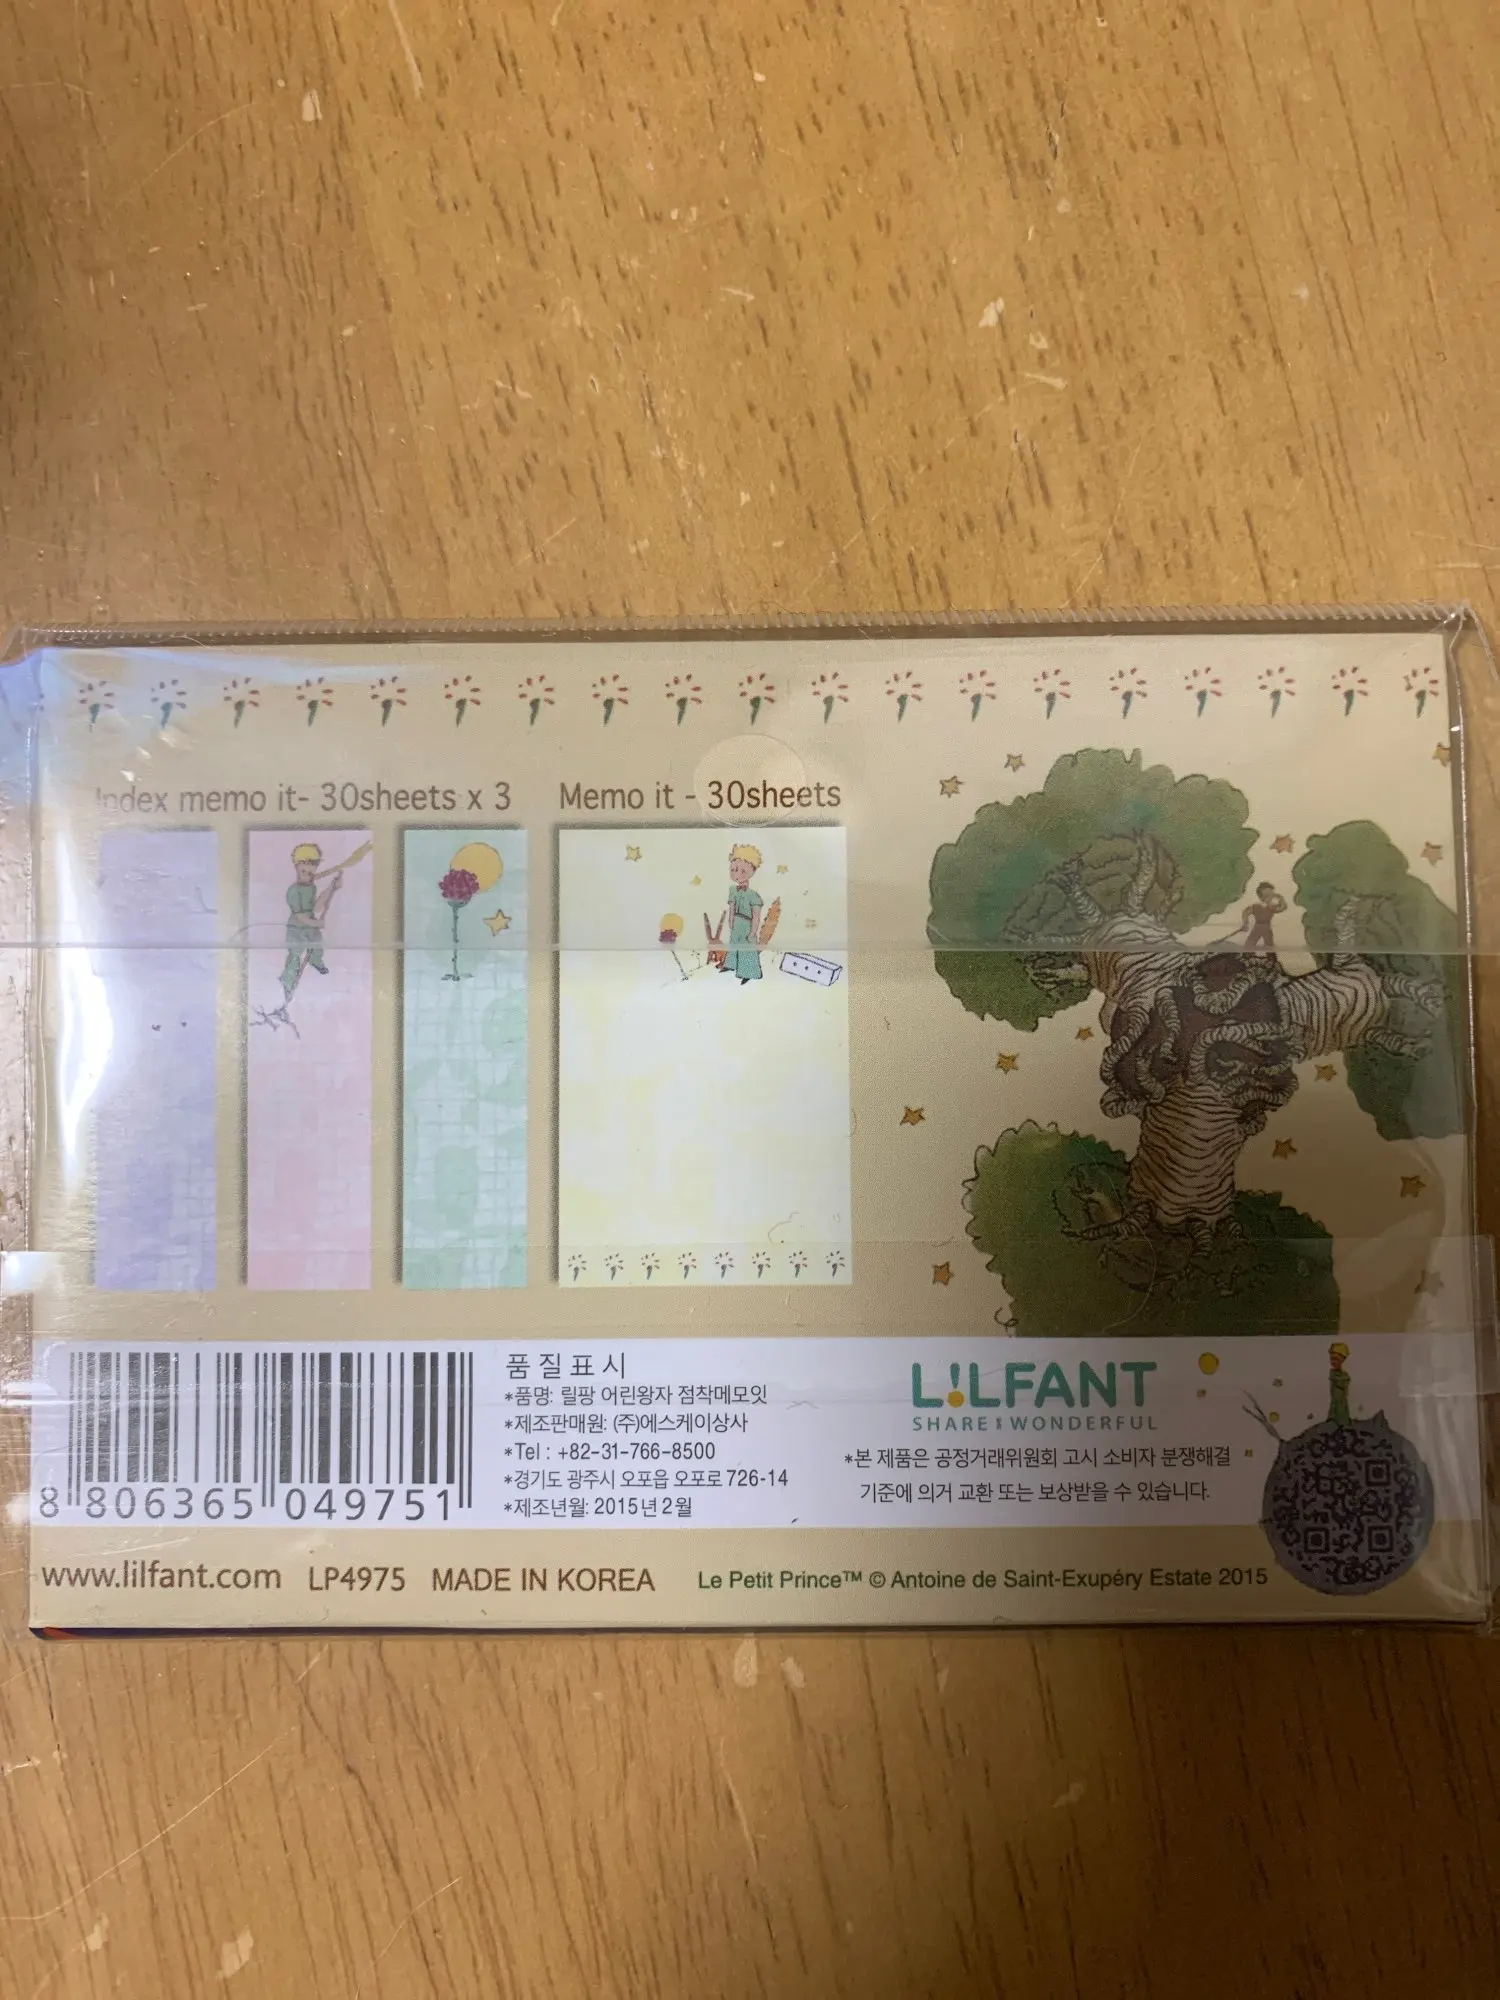 Index memo it- 30sheets x 3
Memo it - 30sheets
8 806365 049751
품 질 표 시
*품명: 릴팡 어린왕자 점착메모잇
*제조판매원: (주)에스케이상사
*Tel : +82-31-766-8500
*경기도 광주시 오포읍 오포로 726-14
*제조년월: 2015년 2월
L!LFANT
SHARE WONDERFUL
*본 제품은 공정거래위원회 고시 소비자 분쟁해결
기준에 의거 교환 또는 보상받을 수 있습니다.
www.lilfant.com LP4975 MADE IN KOREA Le Petit Prince™ © Antoine de Saint-Exupéry Estate 2015